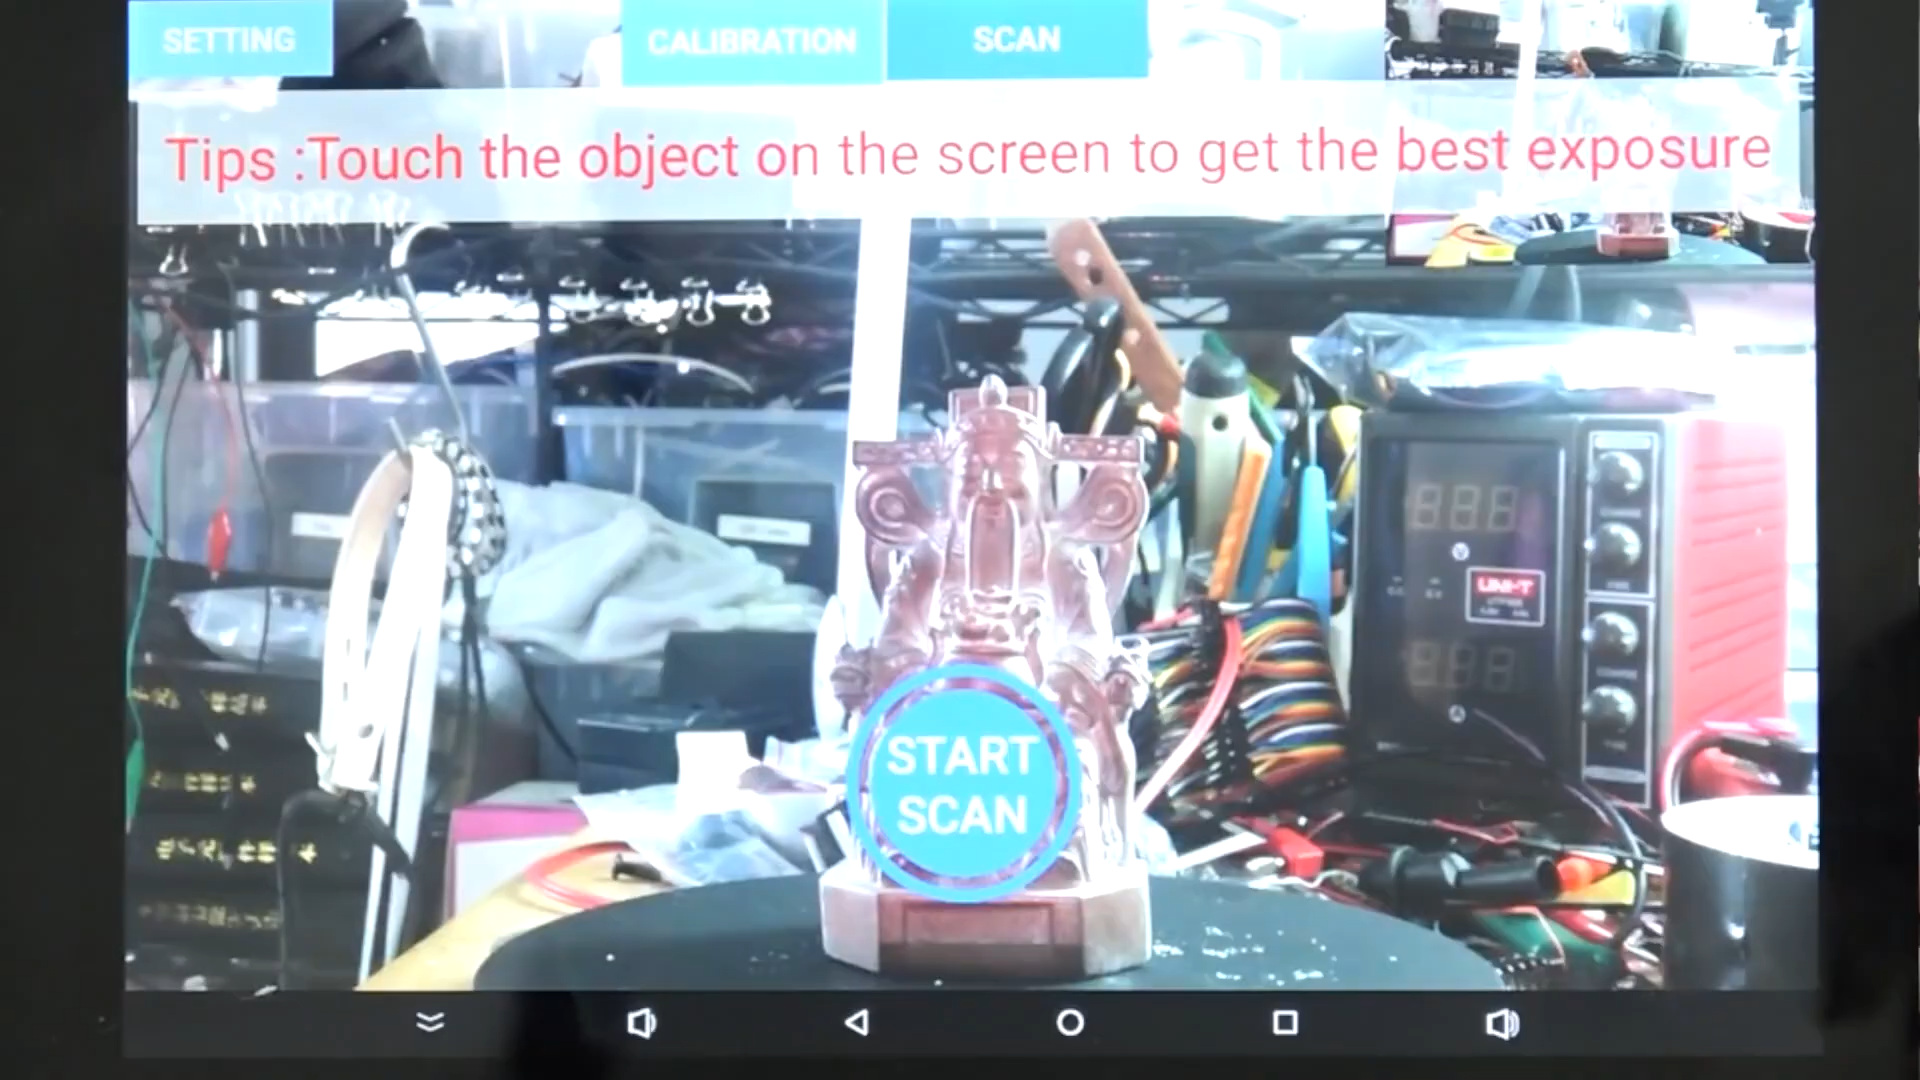 SETTING
CALIBRATION
SCAN
Tips :Touch the object on the screen to get the best exposure
UNI-T
START
SCAN